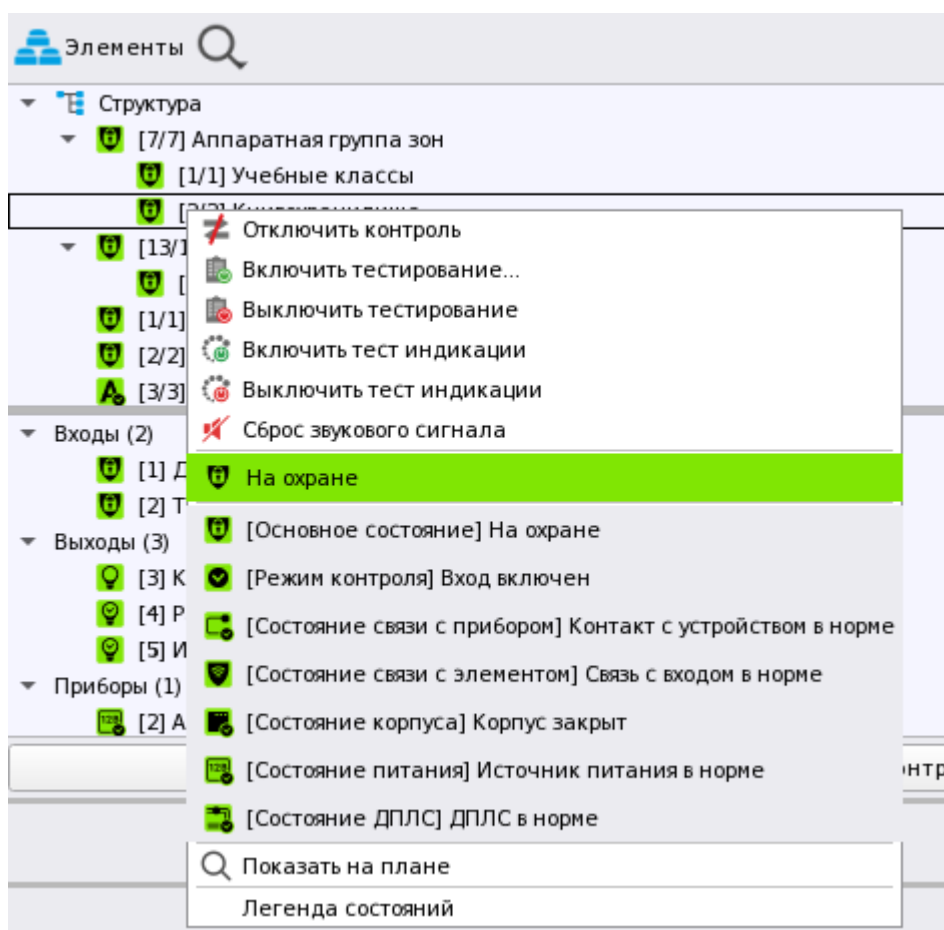 Элементы
Структура
[7/7] Аппаратная группа зон
[1/1] Учебные классы
Отключить контроль
[13/1
Включить тестирование...
[
Выключить тестирование
[1/1]
Включить тест индикации
[2/2]
Выключить тест индикации
[3/3]
Сброс звукового сигнала
Входы (2)
[1] Д
На охране
[2] Т
[Основное состояние] На охране
Выходы (3)
[3] К
[Режим контроля] Вход включен
[4] Р
[Состояние связи с прибором] Контакт с устройством в норме
[5] И
[Состояние связи с элементом] Связь с входом в норме
Приборы (1)
[2] А
[Состояние корпуса] Корпус закрыт
[Состояние питания] Источник питания в норме
онтр
[Состояние ДПЛС] ДПЛС в норме
Показать на плане
Легенда состояний